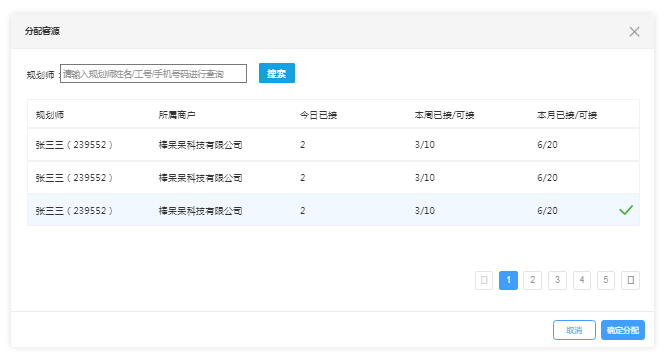 分配客源
规划师： 请输入规划师姓名/工号/手机号码进行查询 搜索
规划师 所属商户 今日已接 本周已接/可接 本月已接/可接
张三三（239552） 棒呆呆科技有限公司 2 3/10 6/20
张三三（239552） 棒呆呆科技有限公司 2 3/10 6/20
张三三（239552） 棒呆呆科技有限公司 2 3/10 6/20
1 2 3 4 5
取消 确定分配